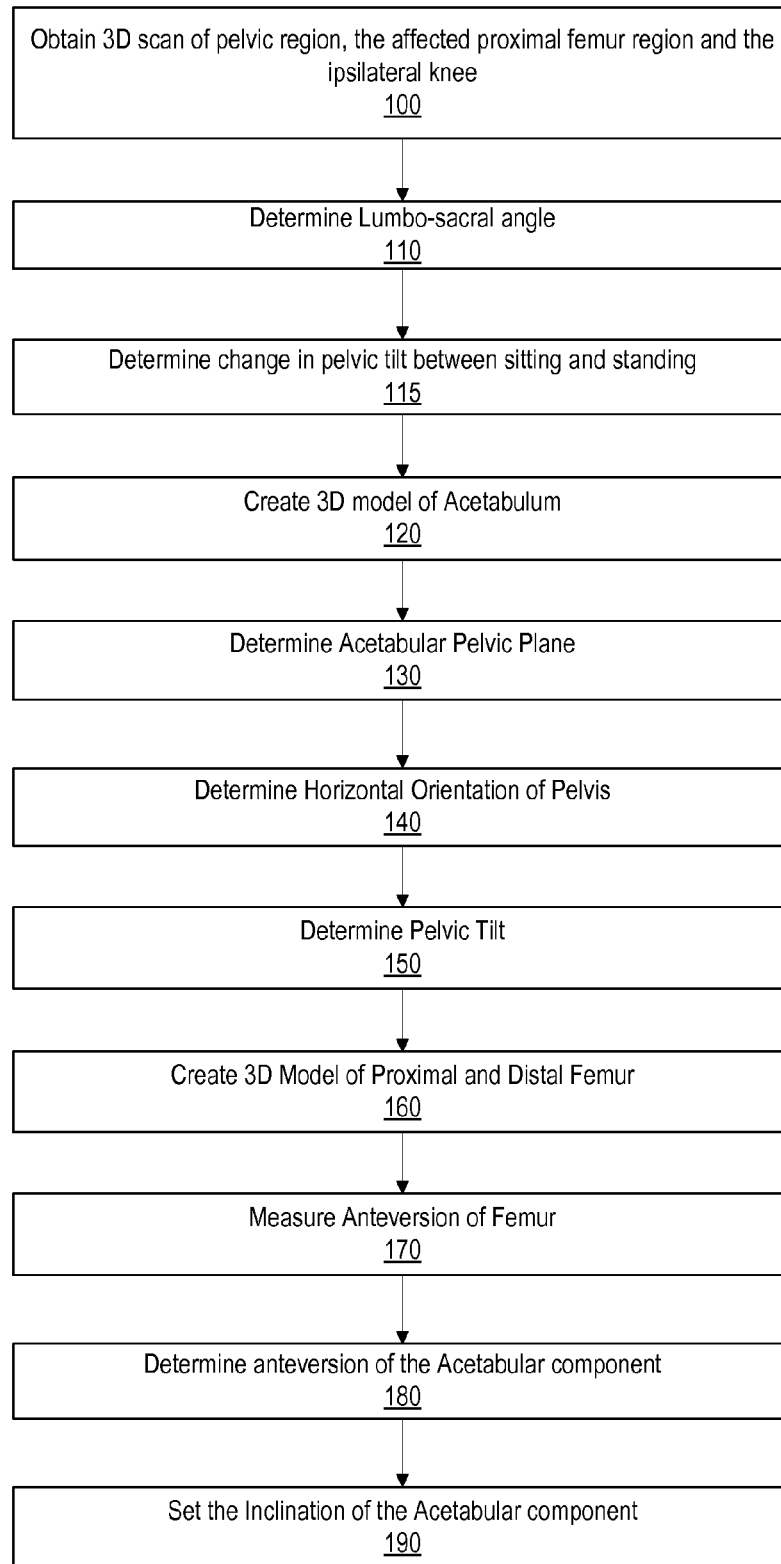 Obtain 3D scan of pelvic region, the affected proximal femur region and the
ipsilateral knee
100
Determine Lumbo-sacral angle
110
Determine change in pelvic tilt between sitting and standing
115
Create 3D model of Acetabulum
120
Determine Acetabular Pelvic Plane
130
Determine Horizontal Orientation of Pelvis
140
Determine Pelvic Tilt
150
Create 3D Model of Proximal and Distal Femur
160
Measure Anteversion of Femur
170
Determine anteversion of the Acetabular component
180
Set the Inclination of the Acetabular component
190